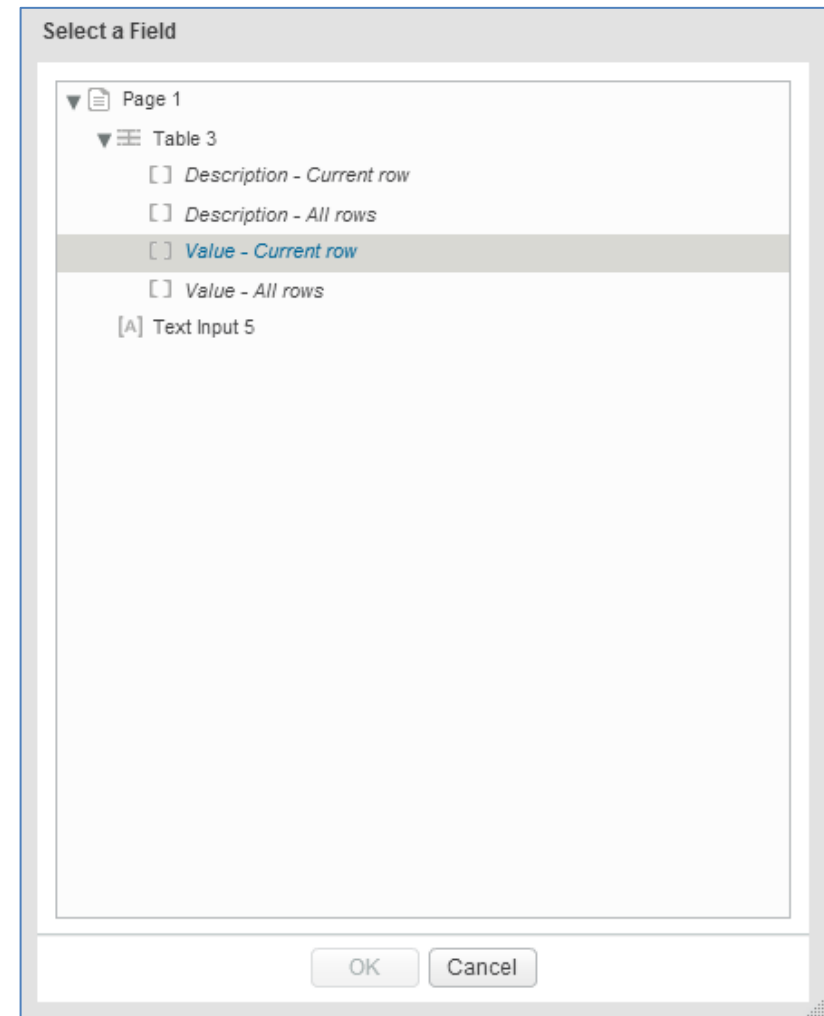 Select a Field
Page 1
Table 3
[] Description - Current row
[] Description - All rows
[] Value - Current row
[] Value - All rows
[A] Text Input 5
OK Cancel